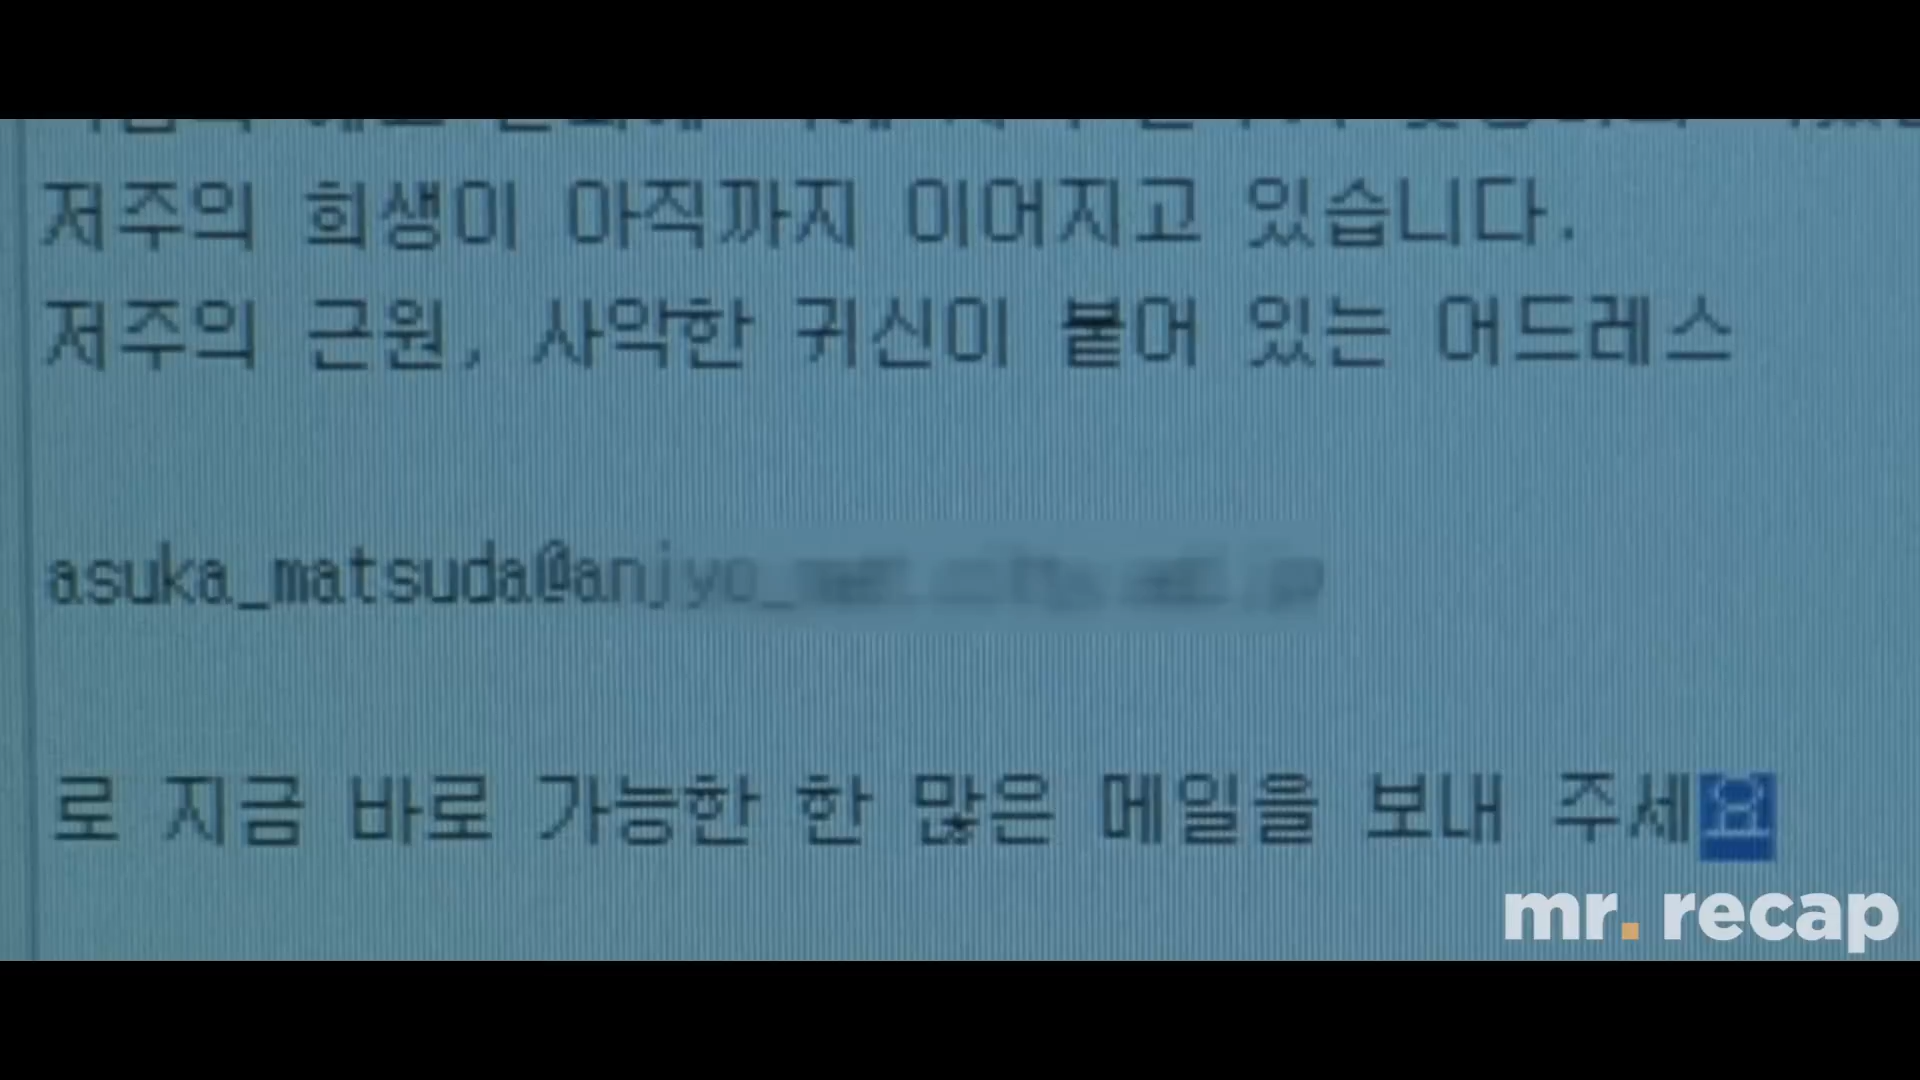 저주의 희생이 아직까지 이어지고 있습니다.
저주의 근원, 사악한 귀신이 붙어 있는 어드레스
asuka_matsuda@anjyo_
로 지금 바로 가능한 한 많은 메일을 보내 주세요
mr. recap